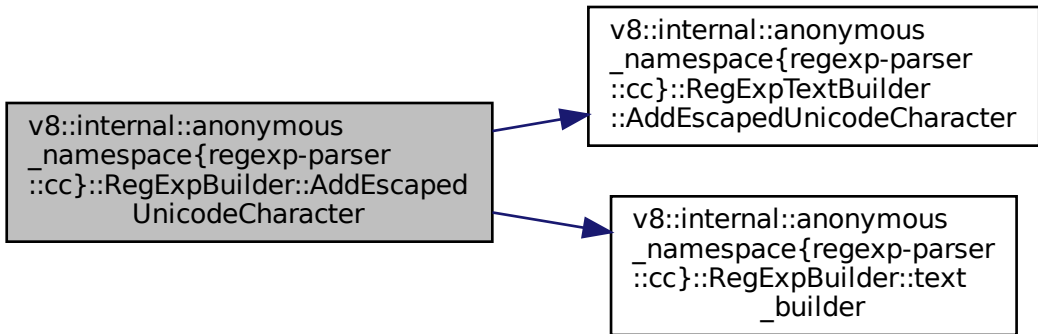 v8::internal::anonymous
_namespace{regexp-parser
::cc}::RegExpBuilder::AddEscaped
UnicodeCharacter
v8::internal::anonymous
_namespace{regexp-parser
::cc}::RegExpTextBuilder
::AddEscapedUnicodeCharacter
v8::internal::anonymous
_namespace{regexp-parser
::cc}::RegExpBuilder::text
_builder